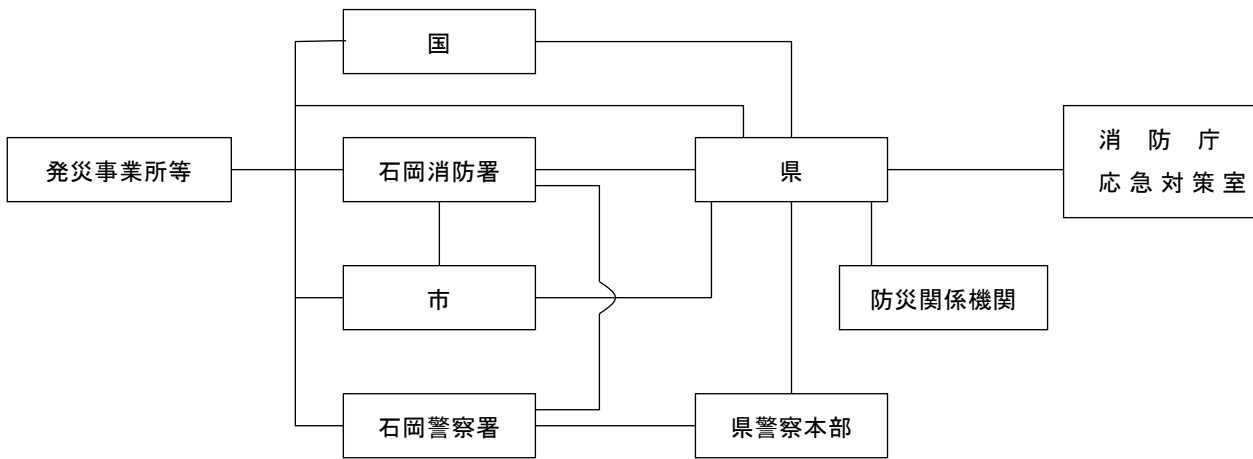 国
発災事業所等
石岡消防署
県
消防庁
応急対策室
市
防災関係機関
石岡警察署
県警察本部